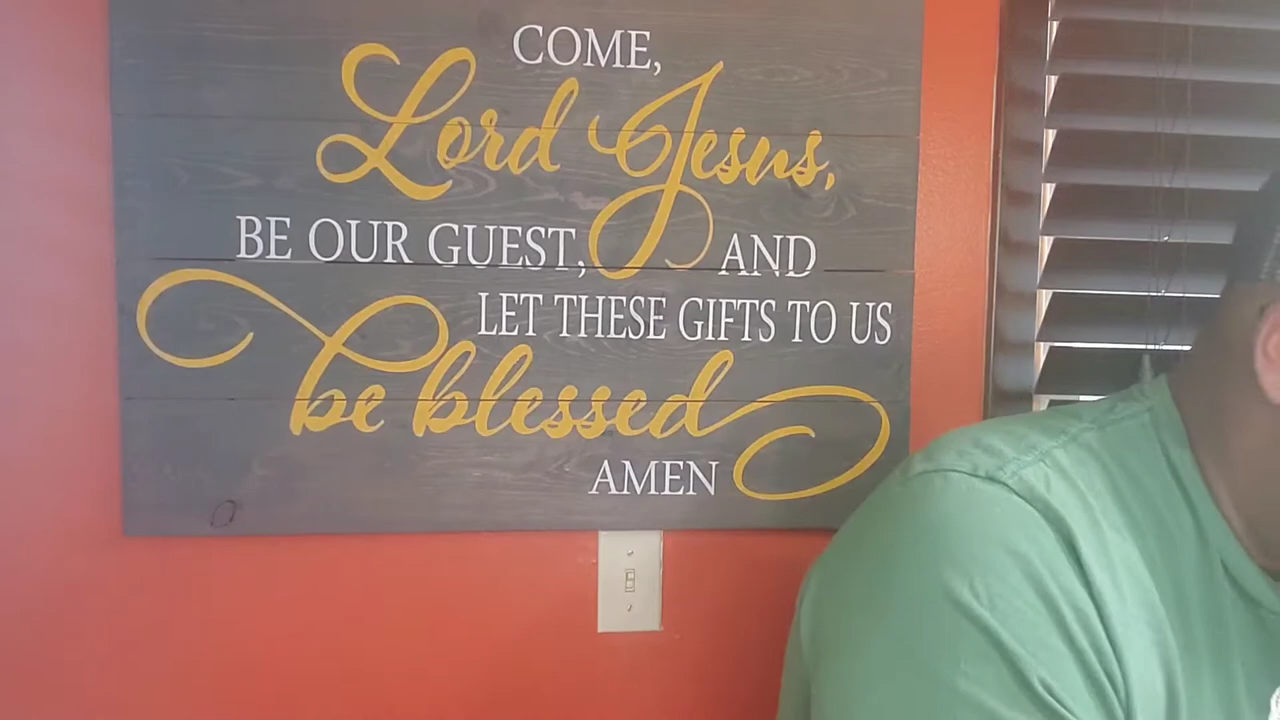 COME,
Lord Jesus,
BE OUR GUEST, AND
LET THESE GIFTS TO US
be blessed
AMEN